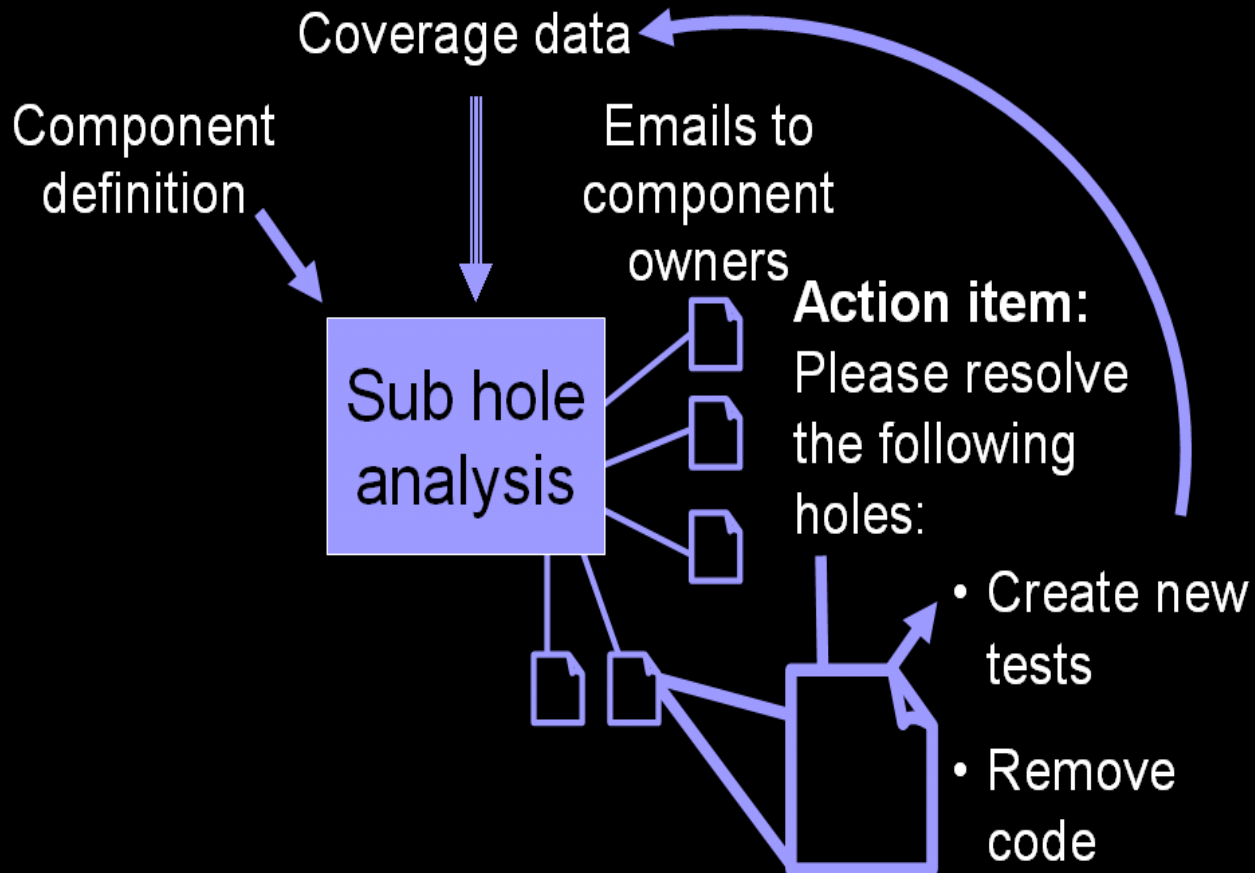 Coverage data
Component
definition
Emails to
component
owners
Sub hole
analysis
Action item:
Please resolve
the following
holes:
• Create new
tests
• Remove
code